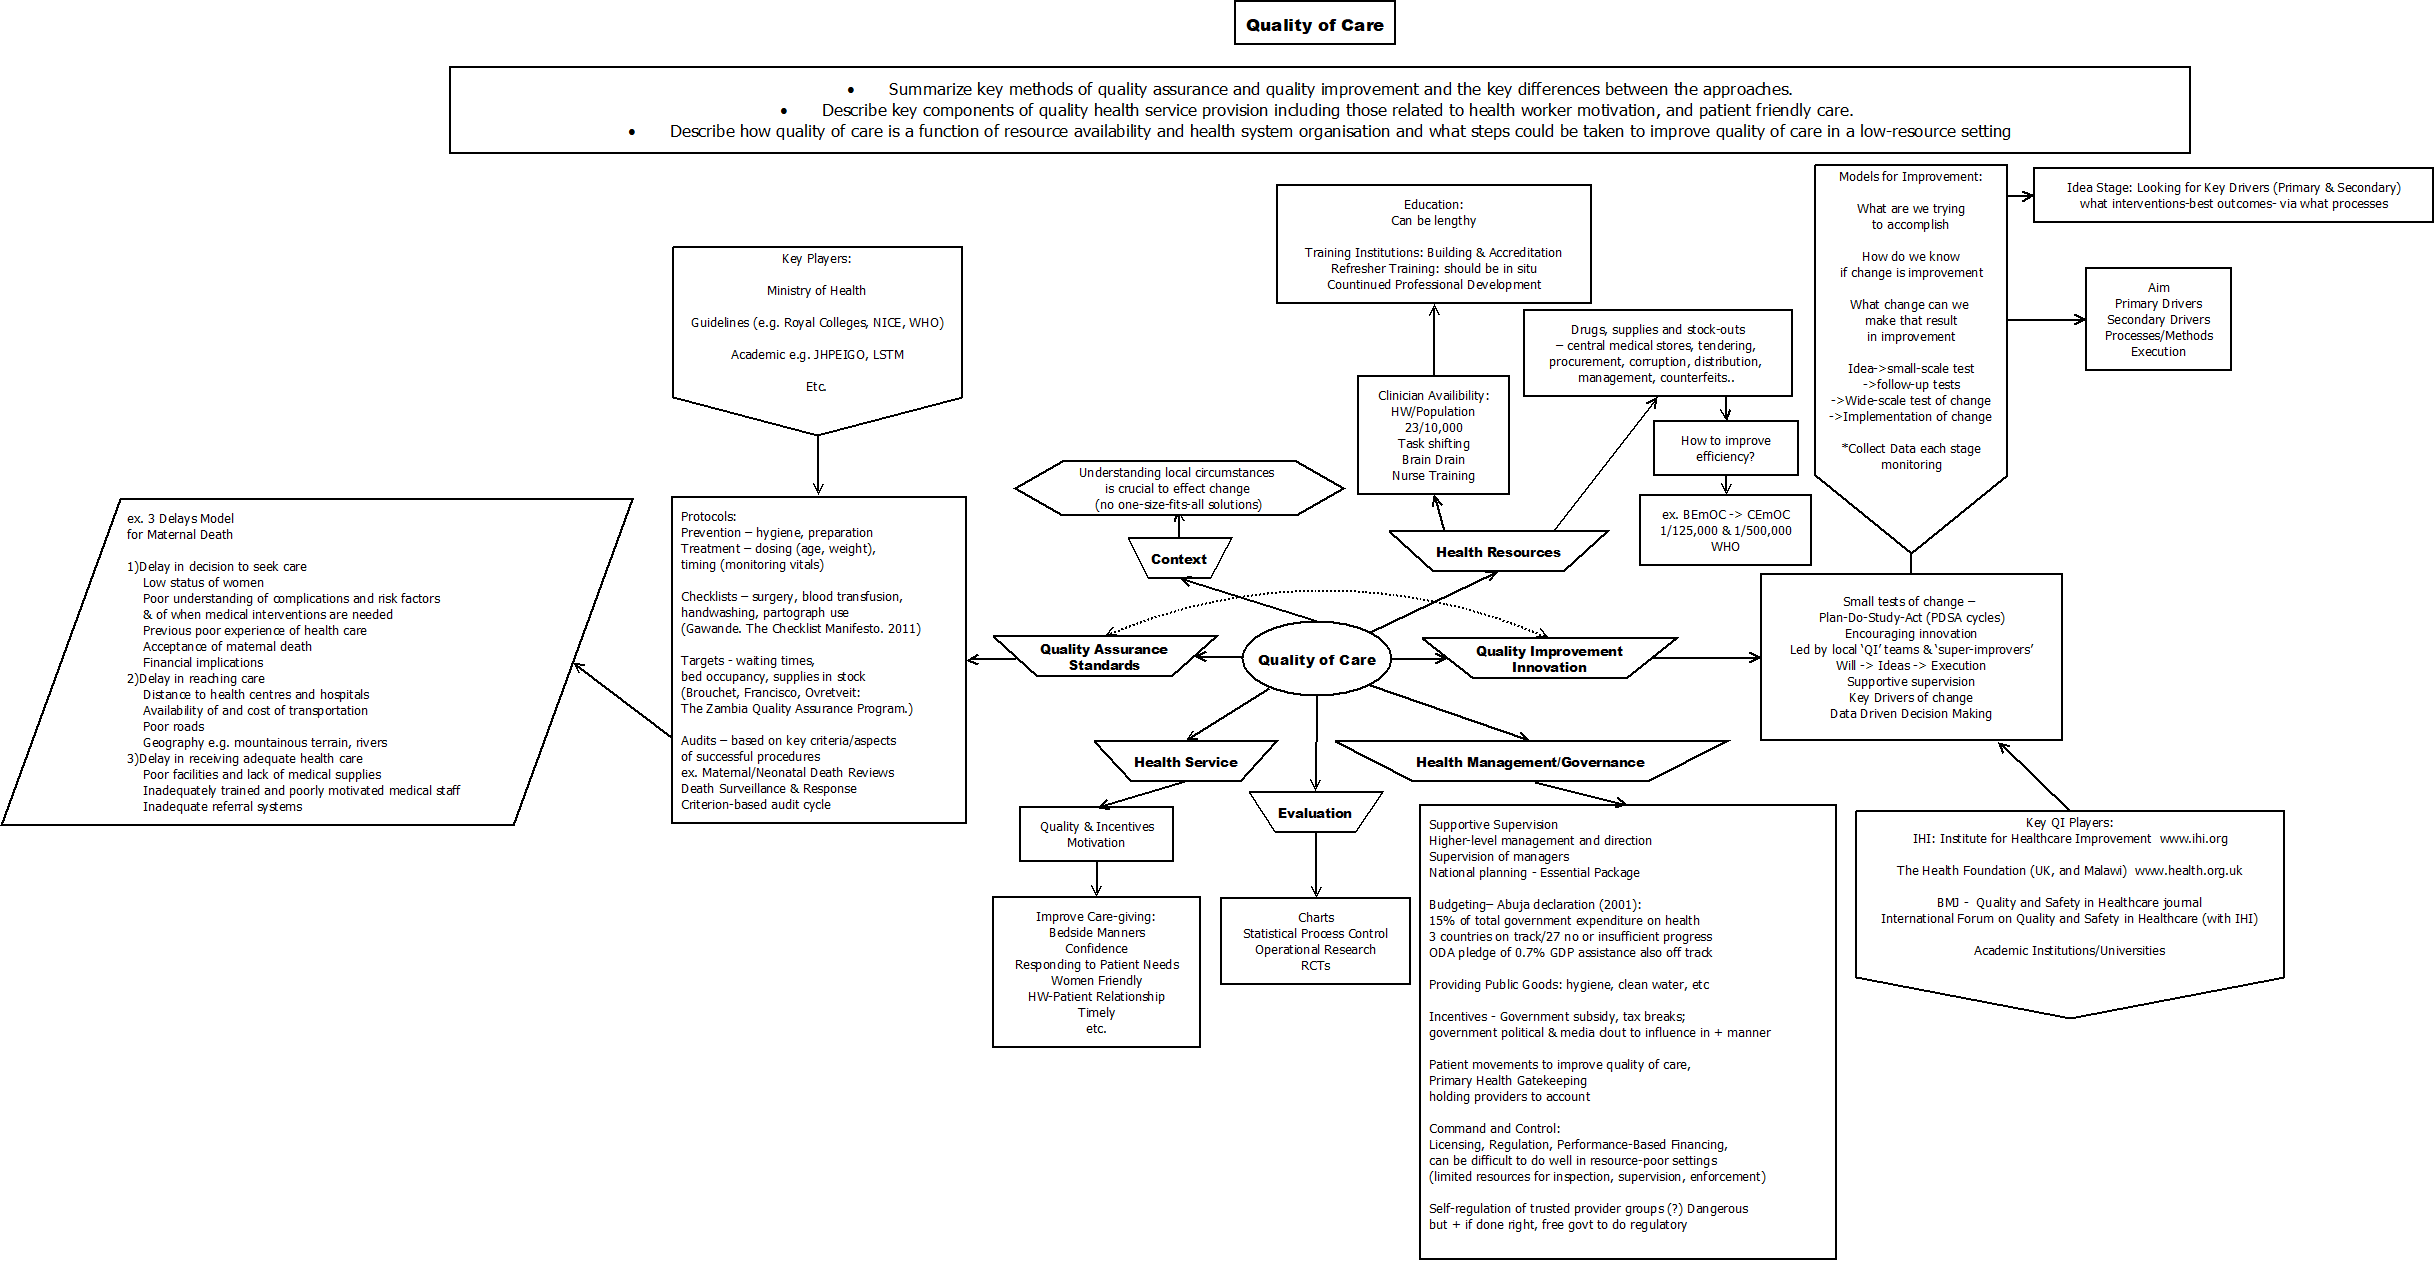 Quality of Care
• Summarize key methods of quality assurance and quality improvement and the key differences between the approaches.
• Describe key components of quality health service provision including those related to health worker motivation, and patient friendly care.
• Describe how quality of care is a function of resource availability and health system organisation and what steps could be taken to improve quality of care in a low-resource setting
Models for Improvement:
What are we trying
to accomplish
How do we know
if change is improvement
What change can we
make that result
in improvement
Idea->small-scale test
->follow-up tests
->Wide-scale test of change
->Implementation of change
*Collect Data each stage
monitoring
Idea Stage: Looking for Key Drivers (Primary & Secondary)
what interventions-best outcomes- via what processes
Aim
Primary Drivers
Secondary Drivers
Processes/Methods
Execution
Education:
Can be lengthy
Training Institutions: Building & Accreditation
Refresher Training: should be in situ
Countinued Professional Development
Key Players:
Ministry of Health
Guidelines (e.g. Royal Colleges, NICE, WHO)
Academic e.g. JHPEIGO, LSTM
Etc.
Drugs, supplies and stock-outs
– central medical stores, tendering,
procurement, corruption, distribution,
management, counterfeits..
Clinician Availibility:
HW/Population
23/10,000
Task shifting
Brain Drain
Nurse Training
How to improve
efficiency?
ex. BEmOC -> CEmOC
1/125,000 & 1/500,000
WHO
Understanding local circumstances
is crucial to effect change
(no one-size-fits-all solutions)
Context
Health Resources
ex. 3 Delays Model
for Maternal Death
1)Delay in decision to seek care
Low status of women
Poor understanding of complications and risk factors
& of when medical interventions are needed
Previous poor experience of health care
Acceptance of maternal death
Financial implications
2)Delay in reaching care
Distance to health centres and hospitals
Availability of and cost of transportation
Poor roads
Geography e.g. mountainous terrain, rivers
3)Delay in receiving adequate health care
Poor facilities and lack of medical supplies
Inadequately trained and poorly motivated medical staff
Inadequate referral systems
Protocols:
Prevention – hygiene, preparation
Treatment – dosing (age, weight),
timing (monitoring vitals)
Checklists – surgery, blood transfusion,
handwashing, partograph use
(Gawande. The Checklist Manifesto. 2011)
Targets - waiting times,
bed occupancy, supplies in stock
(Brouchet, Francisco, Ovretveit:
The Zambia Quality Assurance Program.)
Audits – based on key criteria/aspects
of successful procedures
ex. Maternal/Neonatal Death Reviews
Death Surveillance & Response
Criterion-based audit cycle
Quality Assurance
Standards
Quality of Care
Quality Improvement
Innovation
Small tests of change –
Plan-Do-Study-Act (PDSA cycles)
Encouraging innovation
Led by local ‘QI’ teams & ‘super-improvers’
Will -> Ideas -> Execution
Supportive supervision
Key Drivers of change
Data Driven Decision Making
Health Service
Evaluation
Health Management/Governance
Quality & Incentives
Motivation
Improve Care-giving:
Bedside Manners
Confidence
Responding to Patient Needs
Women Friendly
HW-Patient Relationship
Timely
etc.
Charts
Statistical Process Control
Operational Research
RCTs
Supportive Supervision
Higher-level management and direction
Supervision of managers
National planning - Essential Package
Budgeting– Abuja declaration (2001):
15% of total government expenditure on health
3 countries on track/27 no or insufficient progress
ODA pledge of 0.7% GDP assistance also off track
Providing Public Goods: hygiene, clean water, etc
Incentives - Government subsidy, tax breaks;
government political & media clout to influence in + manner
Patient movements to improve quality of care,
Primary Health Gatekeeping
holding providers to account
Command and Control:
Licensing, Regulation, Performance-Based Financing,
can be difficult to do well in resource-poor settings
(limited resources for inspection, supervision, enforcement)
Self-regulation of trusted provider groups (?) Dangerous
but + if done right, free govt to do regulatory
Key QI Players:
IHI: Institute for Healthcare Improvement www.ihi.org
The Health Foundation (UK, and Malawi) www.health.org.uk
BMJ - Quality and Safety in Healthcare journal
International Forum on Quality and Safety in Healthcare (with IHI)
Academic Institutions/Universities